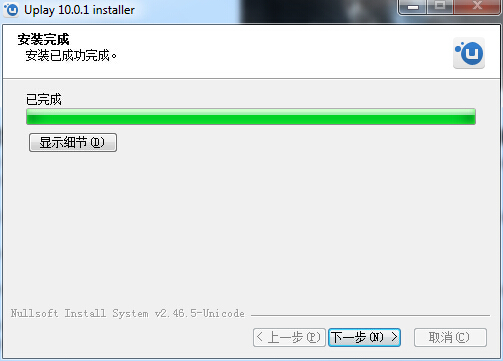 Uplay 10.0.1 installer
安装完成
安装已成功完成。
已完成
显示细节(D)
Nullsoft Install System v2.46.5-Unicode
< 上一步(P) 下一步(N) > 取消(C)